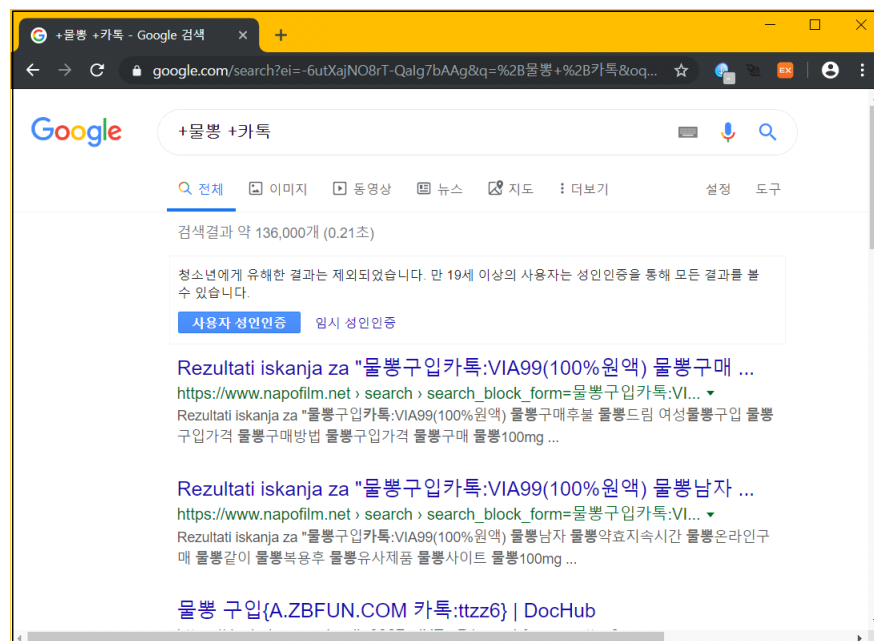 +물뽕 +카톡 - Google 검색
google.com/search?ei=-6utXajNO8rT-QaIg7bAAg&q=%2B물뽕+%2B카톡&oq...
EX
Google
+물뽕 +카톡
전체 이미지 동영상 뉴스 지도 더보기 설정 도구
검색결과 약 136,000개 (0.21초)
청소년에게 유해한 결과는 제외되었습니다. 만 19세 이상의 사용자는 성인인증을 통해 모든 결과를 볼
수 있습니다.
사용자 성인인증 임시 성인인증
Rezultati iskanja za "물뽕구입카톡:VIA99(100%원액) 물뽕구매 ...
https://www.napofilm.net › search › search_block_form=물뽕구입카톡:VI...
Rezultati iskanja za "물뽕구입카톡:VIA99(100%원액) 물뽕구매후불 물뽕드림 여성물뽕구입 물뽕
구입가격 물뽕구매방법 물뽕구입가격 물뽕구매 물뽕100mg ...
Rezultati iskanja za "물뽕구입카톡:VIA99(100%원액) 물뽕남자 ...
https://www.napofilm.net › search › search_block_form=물뽕구입카톡:VI...
Rezultati iskanja za "물뽕구입카톡:VIA99(100%원액) 물뽕남자 물뽕약효지속시간 물뽕온라인구
매 물뽕같이 물뽕복용후 물뽕유사제품 물뽕사이트 물뽕100mg ...
물뽕 구입{A.ZBFUN.COM 카톡:ttzz6} | DocHub